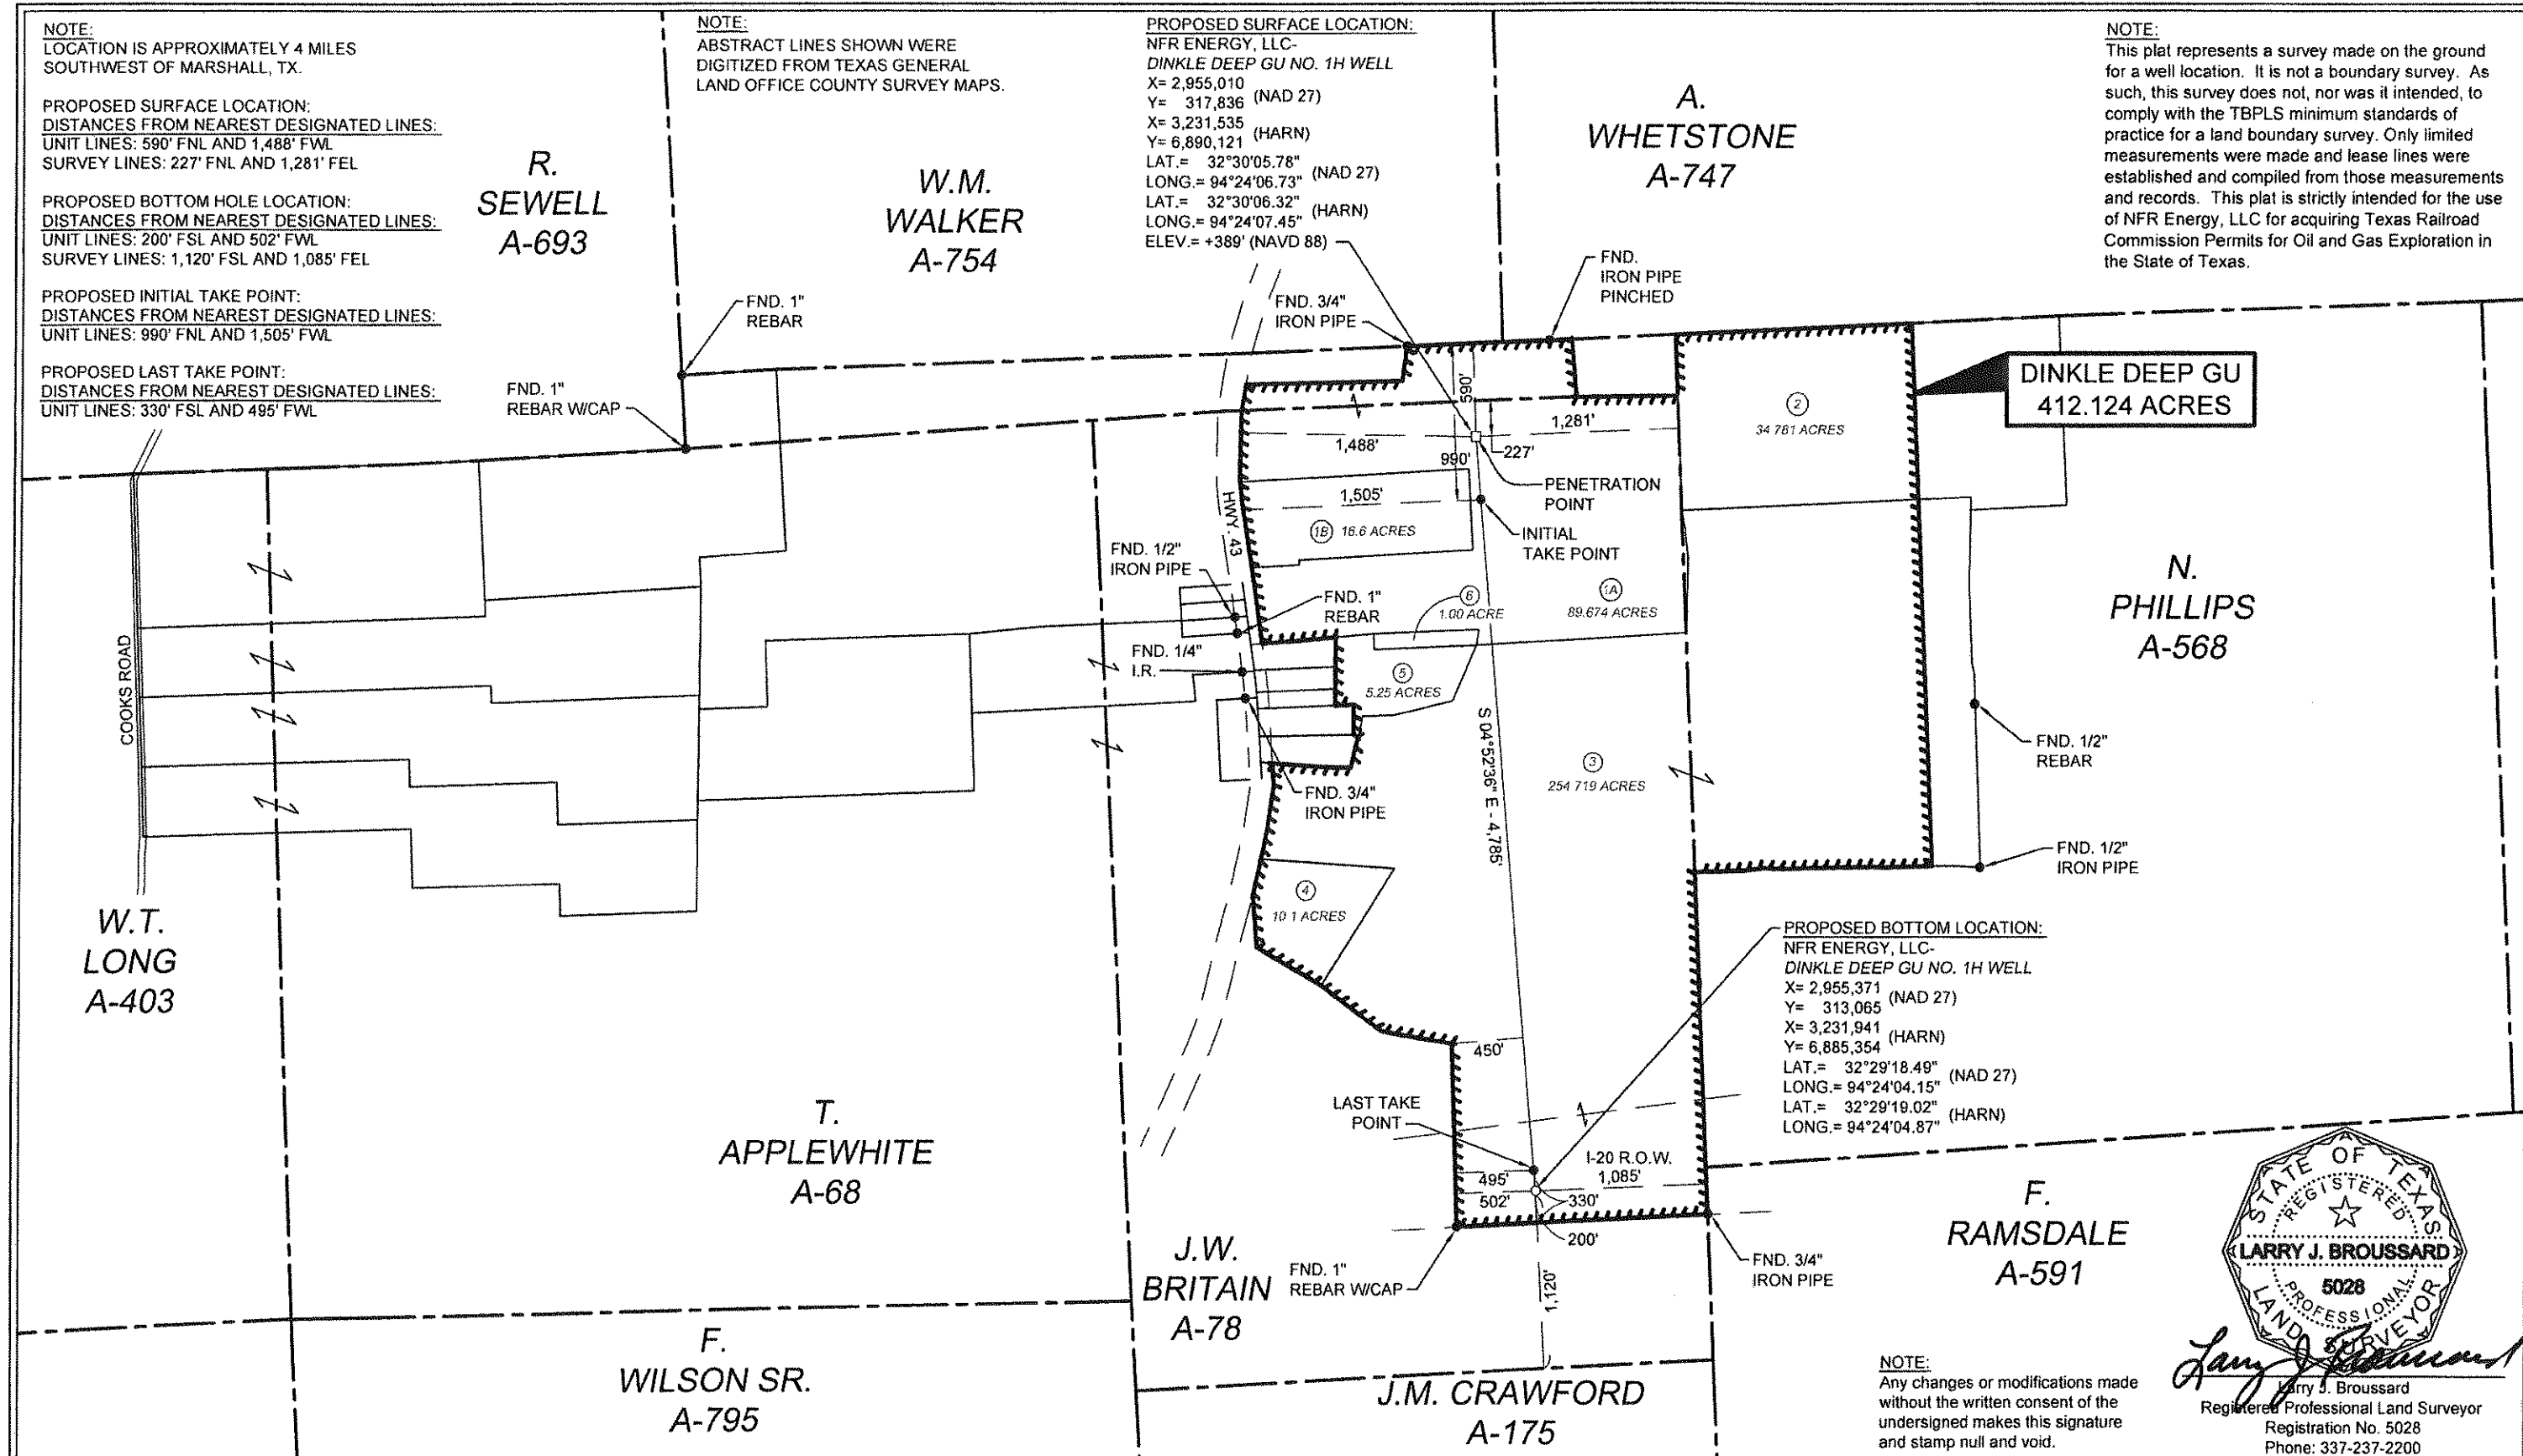 NOTE:
LOCATION IS APPROXIMATELY 4 MILES
SOUTHWEST OF MARSHALL, TX.
PROPOSED SURFACE LOCATION:
DISTANCES FROM NEAREST DESIGNATED LINES:
UNIT LINES: 590' FNL AND 1,488' FWL
SURVEY LINES: 227' FNL AND 1,281' FEL
PROPOSED BOTTOM HOLE LOCATION:
DISTANCES FROM NEAREST DESIGNATED LINES:
UNIT LINES: 200' FSL AND 502' FWL
SURVEY LINES: 1,120' FSL AND 1,085' FEL
PROPOSED INITIAL TAKE POINT:
DISTANCES FROM NEAREST DESIGNATED LINES:
UNIT LINES: 990' FNL AND 1,505' FWL
PROPOSED LAST TAKE POINT:
DISTANCES FROM NEAREST DESIGNATED LINES:
UNIT LINES: 330' FSL AND 495' FWL
NOTE:
ABSTRACT LINES SHOWN WERE
DIGITIZED FROM TEXAS GENERAL
LAND OFFICE COUNTY SURVEY MAPS.
PROPOSED SURFACE LOCATION:
NFR ENERGY, LLC-
DINKLE DEEP GU NO. 1H WELL
X= 2,955,010
Y= 317,836 (NAD 27)
X= 3,231,535
Y= 6,890,121 (HARN)
LAT.= 32°30'05.78"
LONG.= 94°24'06.73" (NAD 27)
LAT.= 32°30'06.32"
LONG.= 94°24'07.45" (HARN)
ELEV.= +389' (NAVD 88)
NOTE:
This plat represents a survey made on the ground
for a well location. It is not a boundary survey. As
such, this survey does not, nor was it intended, to
comply with the TBPLS minimum standards of
practice for a land boundary survey. Only limited
measurements were made and lease lines were
established and compiled from those measurements
and records. This plat is strictly intended for the use
of NFR Energy, LLC for acquiring Texas Railroad
Commission Permits for Oil and Gas Exploration in
the State of Texas.
R.
SEWELL
A-693
W.M.
WALKER
A-754
A.
WHETSTONE
A-747
FND. 1"
REBAR
FND. 1"
REBAR W/CAP
FND. 3/4"
IRON PIPE
FND.
IRON PIPE
PINCHED
DINKLE DEEP GU
412.124 ACRES
2
34 781 ACRES
590'
1,281'
1,488'
227'
990'
1,505'
PENETRATION
POINT
INITIAL
TAKE POINT
1B 16.6 ACRES
HWY. 43
FND. 1/2"
IRON PIPE
FND. 1"
REBAR
6
1.00 ACRE
1A
89.674 ACRES
N.
PHILLIPS
A-568
COOKS ROAD
FND. 1/4"
I.R.
5
5.25 ACRES
S 04°52'36" E - 4,785'
3
254 719 ACRES
FND. 3/4"
IRON PIPE
FND. 1/2"
REBAR
FND. 1/2"
IRON PIPE
4
10 1 ACRES
W.T.
LONG
A-403
PROPOSED BOTTOM LOCATION:
NFR ENERGY, LLC-
DINKLE DEEP GU NO. 1H WELL
X= 2,955,371
Y= 313,065 (NAD 27)
X= 3,231,941
Y= 6,885,354 (HARN)
LAT.= 32°29'18.49"
LONG.= 94°24'04.15" (NAD 27)
LAT.= 32°29'19.02"
LONG.= 94°24'04.87" (HARN)
450'
LAST TAKE
POINT
I-20 R.O.W.
495'
1,085'
502'
330'
200'
1,120'
T.
APPLEWHITE
A-68
J.W.
BRITAIN
A-78
FND. 1"
REBAR W/CAP
FND. 3/4"
IRON PIPE
F.
RAMSDALE
A-591
F.
WILSON SR.
A-795
J.M. CRAWFORD
A-175
NOTE:
Any changes or modifications made
without the written consent of the
undersigned makes this signature
and stamp null and void.
STATE OF TEXAS
REGISTERED
LARRY J. BROUSSARD
5028
PROFESSIONAL
LAND SURVEYOR
Larry J Broussard
Larry J. Broussard
Registered Professional Land Surveyor
Registration No. 5028
Phone: 337-237-2200